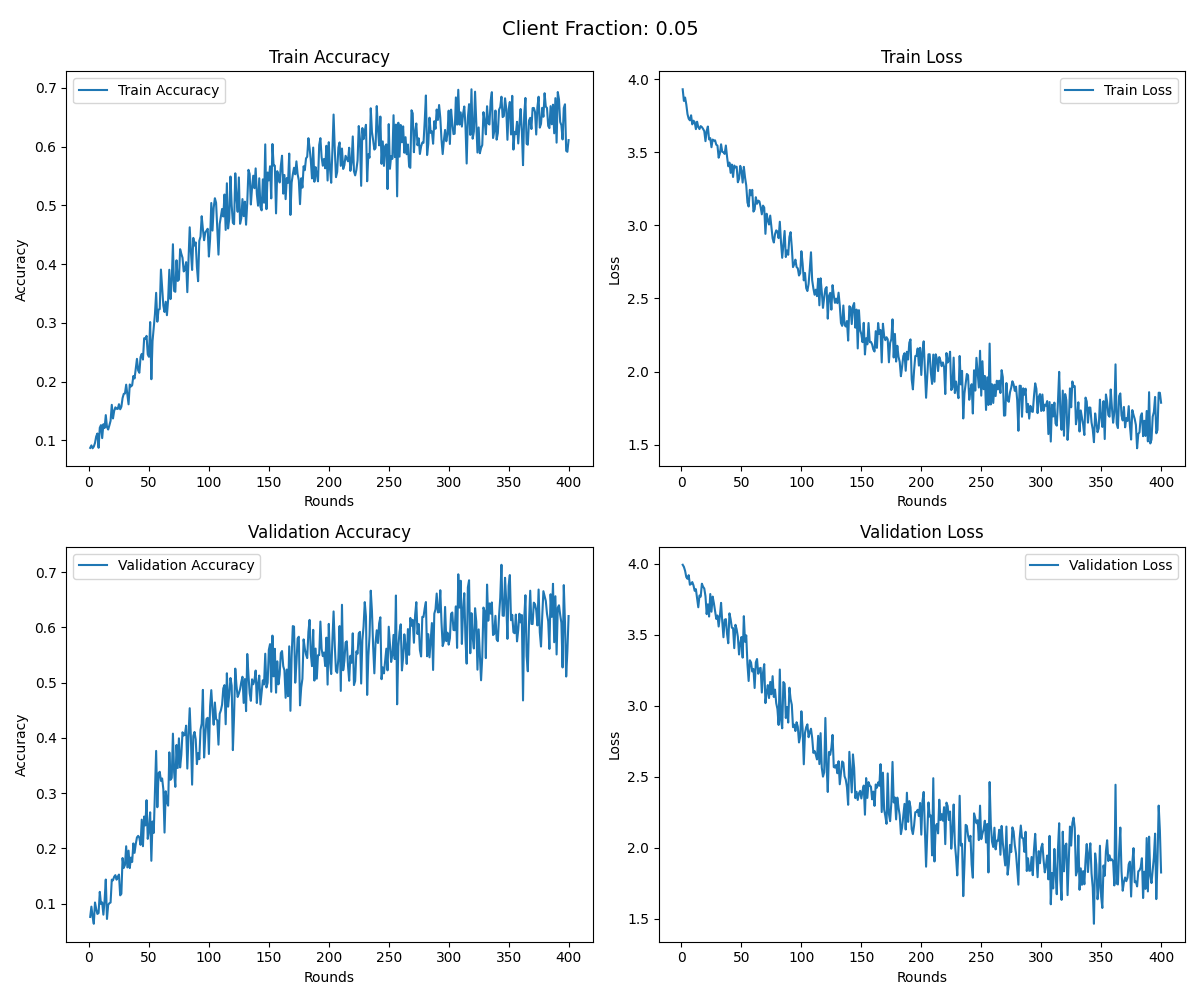 Client Fraction: 0.05
Train Accuracy
Train Accuracy
0.7
0.6
0.5
0.4
0.3
0.2
0.1
Accuracy
0 50 100 150 200 250 300 350 400
Rounds
Train Loss
Train Loss
4.0
3.5
3.0
2.5
2.0
1.5
Loss
0 50 100 150 200 250 300 350 400
Rounds
Validation Accuracy
Validation Accuracy
0.7
0.6
0.5
0.4
0.3
0.2
0.1
Accuracy
0 50 100 150 200 250 300 350 400
Rounds
Validation Loss
Validation Loss
4.0
3.5
3.0
2.5
2.0
1.5
Loss
0 50 100 150 200 250 300 350 400
Rounds